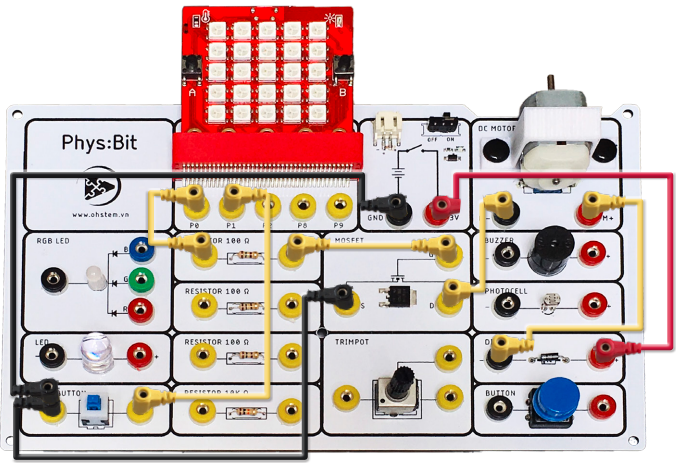 A
B
OFF ON
DC MOTOR
Phys:Bit
www.ohstem.vn
P0
P1
P8
P9
GND
3V
-
M+
RGB LED
B
G
R
OR 100 Ω
MOSFET
BUZZER
-
+
RESISTOR 100 Ω
S
D
PHOTOCELL
-
+
LED
-
+
RESISTOR 100 Ω
TRIMPOT
D
+
BUTTON
RESISTOR 10K Ω
BUTTON
-
+